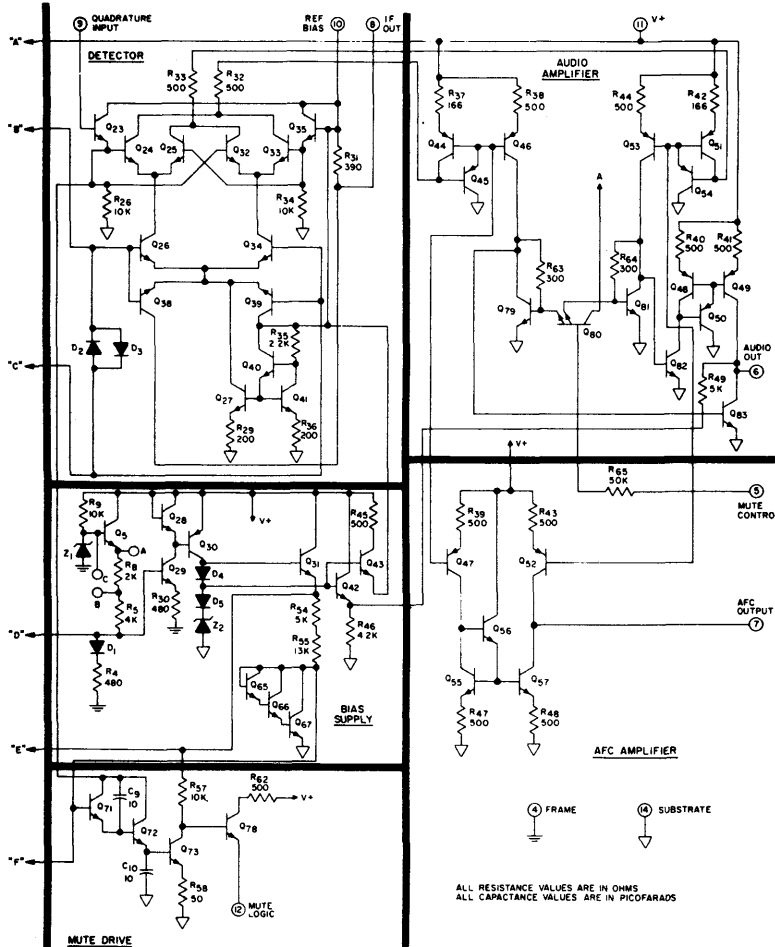 9 QUADRATURE INPUT
REF BIAS 10
8 IF OUT
11 V+
"A"
DETECTOR
AUDIO AMPLIFIER
R33 500
R32 500
R37 166
R38 500
R44 500
R42 166
"B"
Q23
Q24
Q25
Q32
Q33
Q35
R31 390
Q44
Q46
Q53
Q51
Q45
Q54
A
R26 10K
R34 10K
Q26
Q34
R40 500
R41 500
R63 300
R64 300
Q38
Q39
Q48
Q49
Q79
Q80
Q81
Q50
D2
D3
R35 2.2K
AUDIO OUT 6
"C"
Q40
Q82
R49 5K
Q27
Q41
Q83
R29 200
R36 200
V+
R65 50K
5 MUTE CONTROL
R9 10K
Q5
Q28
V+
R45 500
R39 500
R43 500
Z1
A
Q30
C
R8 2K
Q29
D4
Q31
Q43
Q47
Q52
B
R30 480
D5
Q42
R5 4K
R54 5K
AFC OUTPUT 7
"D"
Z2
R46 4.2K
Q56
D1
R55 13K
R4 480
Q65
Q66
Q67
Q55
Q57
BIAS SUPPLY
R47 500
R48 500
"E"
AFC AMPLIFIER
R57 10K
R62 500
V+
C9 10
Q71
Q72
Q78
4 FRAME
14 SUBSTRATE
"F"
Q73
C10 10
R58 50
12 MUTE LOGIC
ALL RESISTANCE VALUES ARE IN OHMS
ALL CAPACTANCE VALUES ARE IN PICOFARADS
MUTE DRIVE